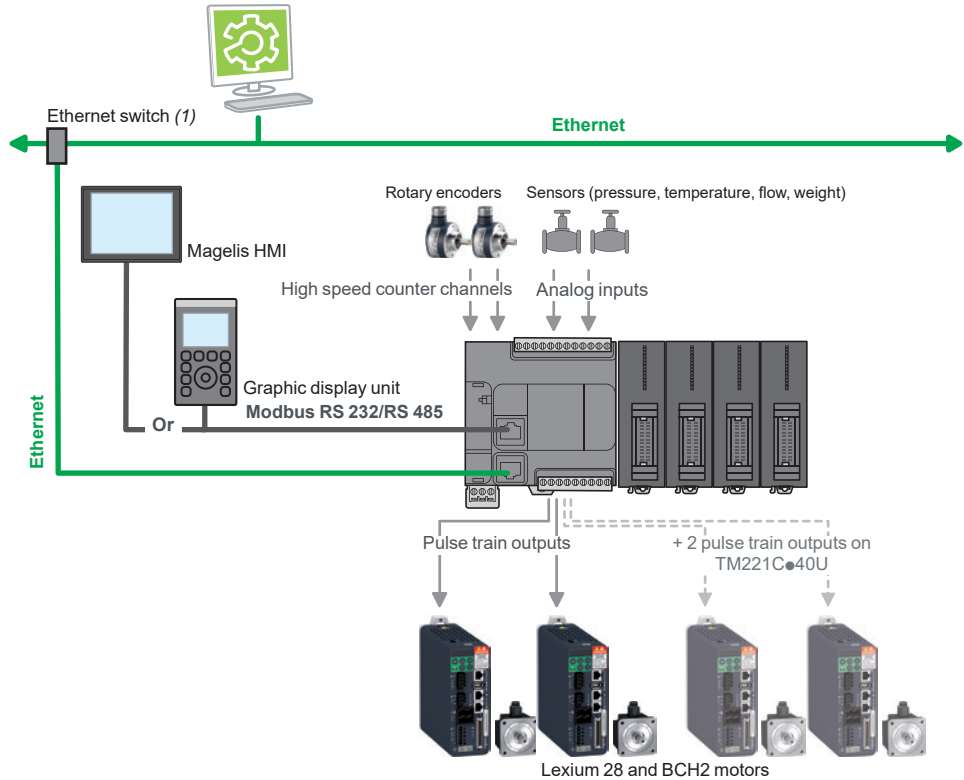 Ethernet switch (1)
Ethernet
Rotary encoders
Sensors (pressure, temperature, flow, weight)
Magelis HMI
High speed counter channels
Analog inputs
Graphic display unit
Modbus RS 232/RS 485
Or
Ethernet
Pulse train outputs
+ 2 pulse train outputs on
TM221C●40U
Lexium 28 and BCH2 motors